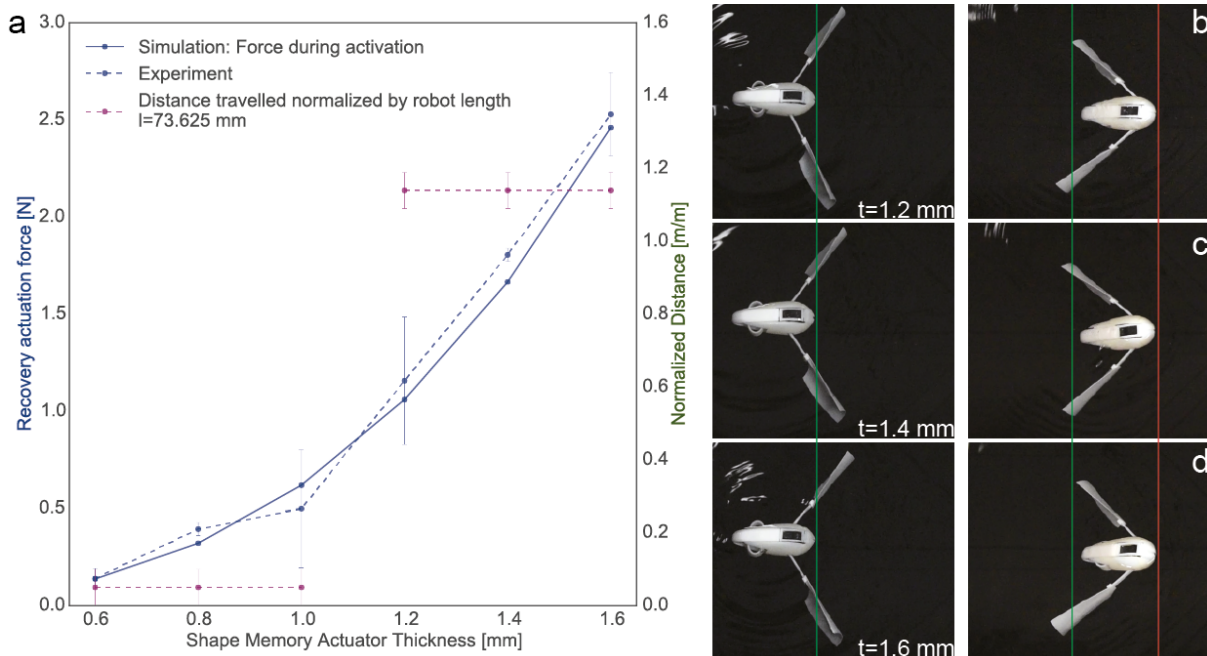 a
3.0
2.5
2.0
1.5
1.0
0.5
0.0
Recovery actuation force [N]
Simulation: Force during activation
Experiment
Distance travelled normalized by robot length
l=73.625 mm
1.6
1.4
1.2
1.0
0.8
0.6
0.4
0.2
0.0
Normalized Distance [m/m]
0.6 0.8 1.0 1.2 1.4 1.6
Shape Memory Actuator Thickness [mm]
b
t=1.2 mm
c
t=1.4 mm
d
t=1.6 mm